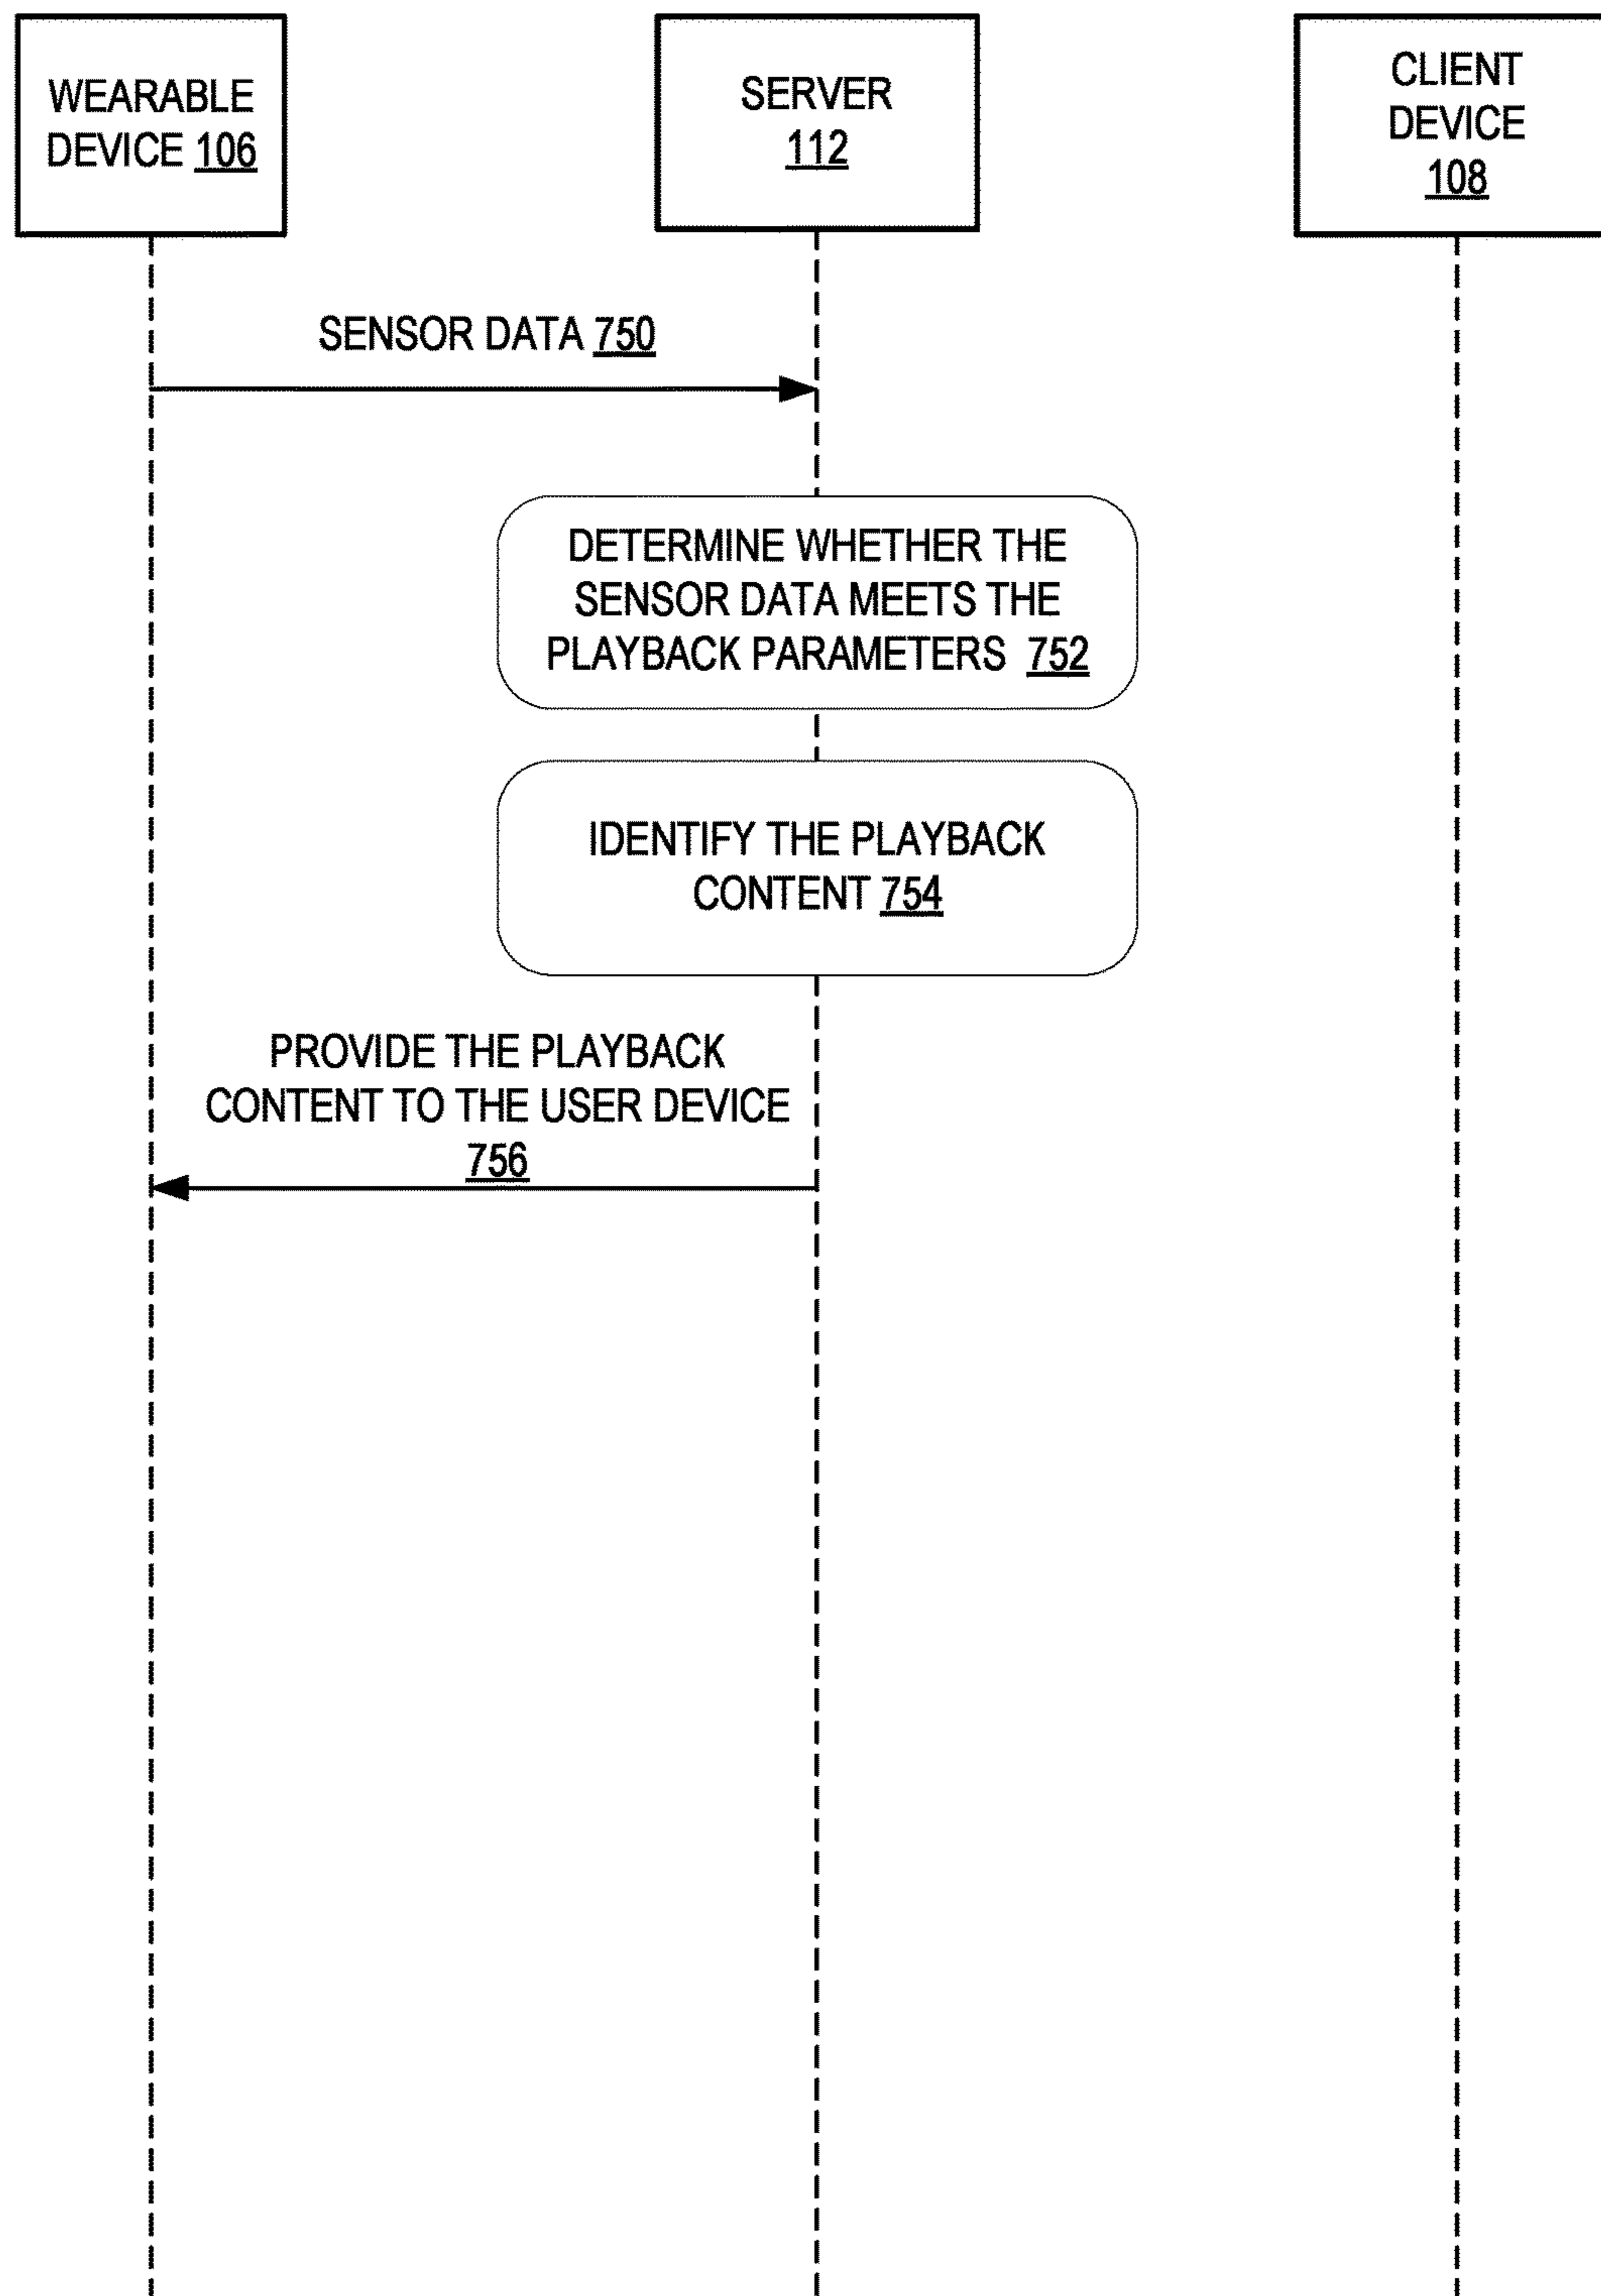 WEARABLE
DEVICE 106
SERVER
112
CLIENT
DEVICE
108
SENSOR DATA 750
DETERMINE WHETHER THE
SENSOR DATA MEETS THE
PLAYBACK PARAMETERS 752
IDENTIFY THE PLAYBACK
CONTENT 754
PROVIDE THE PLAYBACK
CONTENT TO THE USER DEVICE
756